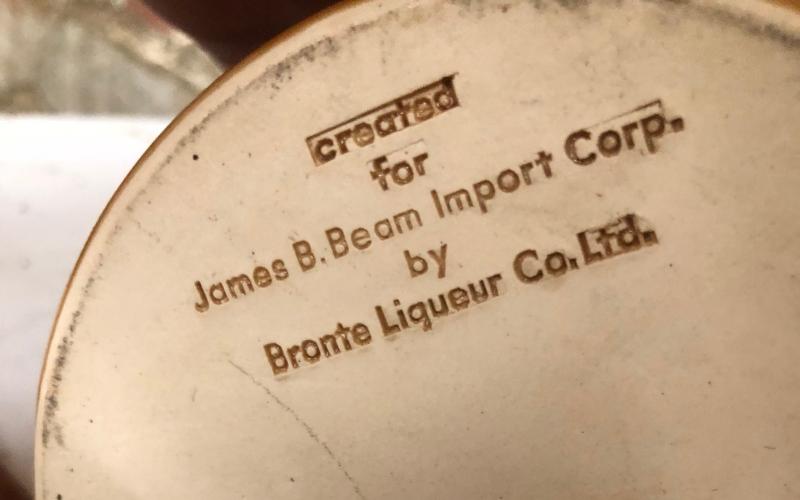 created
for
James B. Beam Import Corp.
by
Bronte Liqueur Co. Ltd.